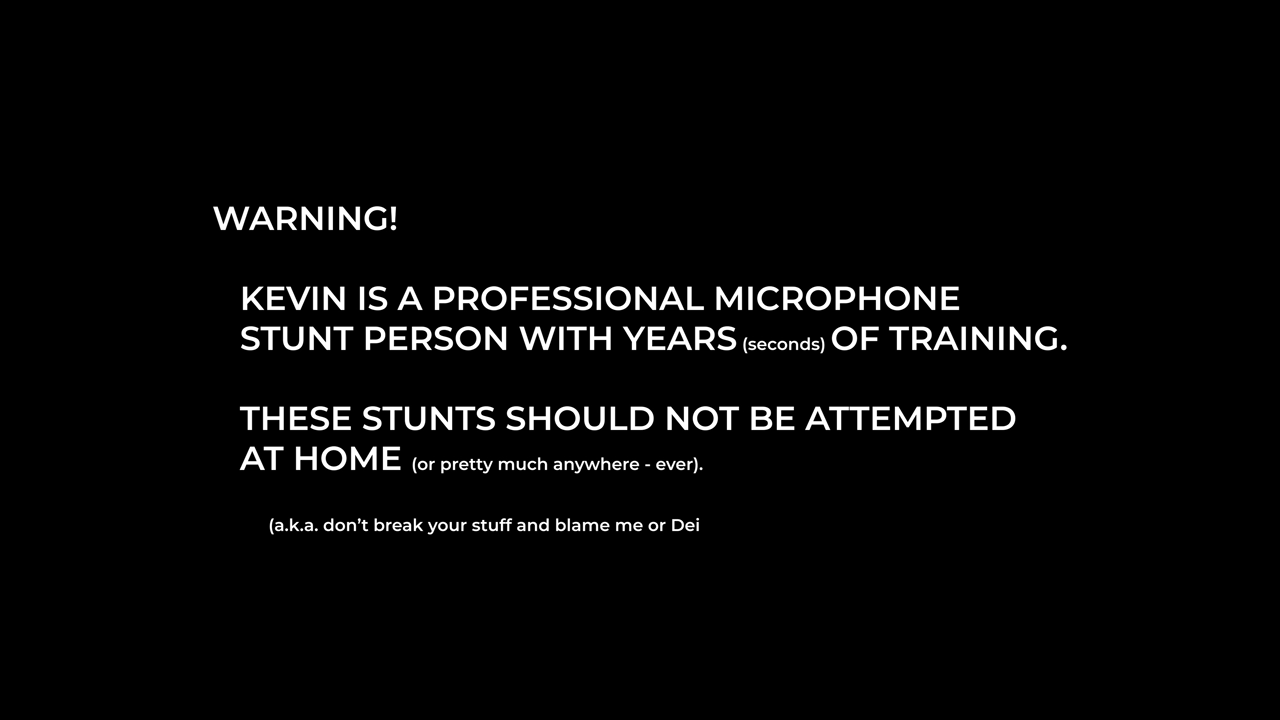 WARNING!
KEVIN IS A PROFESSIONAL MICROPHONE
STUNT PERSON WITH YEARS (seconds) OF TRAINING.
THESE STUNTS SHOULD NOT BE ATTEMPTED
AT HOME (or pretty much anywhere - ever).
(a.k.a. don’t break your stuff and blame me or Dei